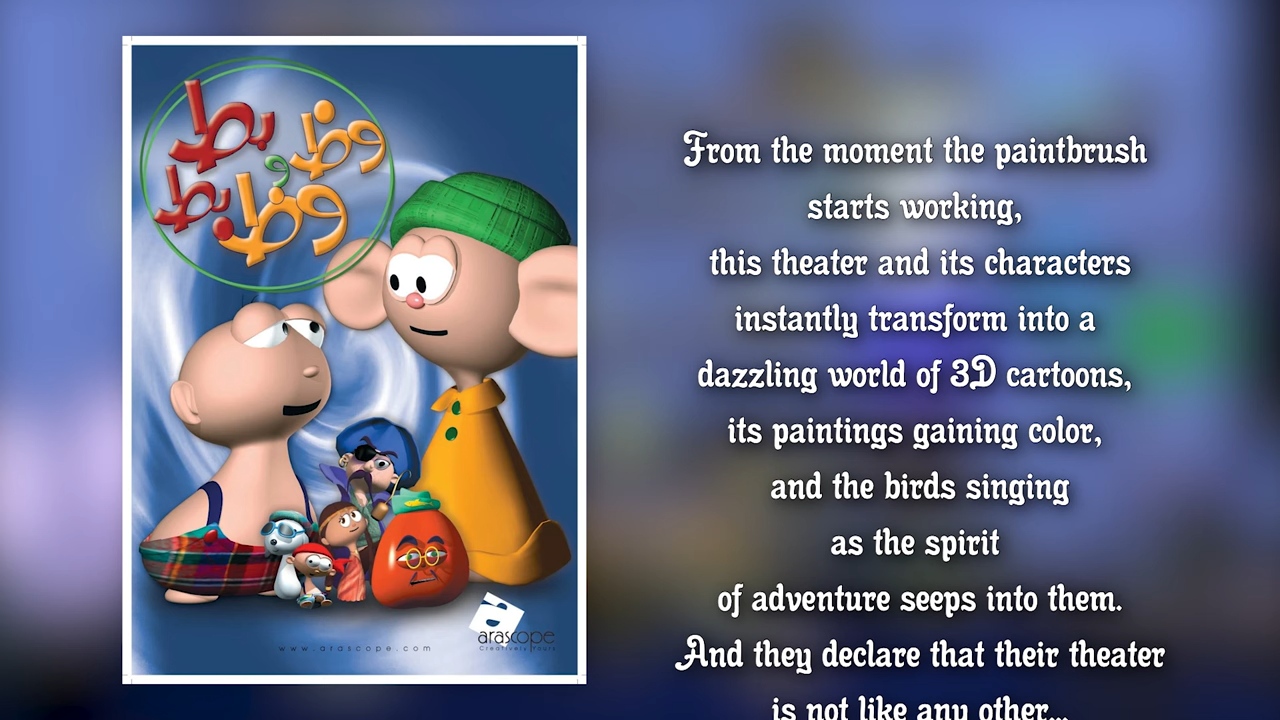 وظ بط
و
وظ بط
a
arascope
Creatively Yours
www.arascope.com
From the moment the paintbrush
starts working,
this theater and its characters
instantly transform into a
dazzling world of 3D cartoons,
its paintings gaining color,
and the birds singing
as the spirit
of adventure seeps into them.
And they declare that their theater
is not like any other...